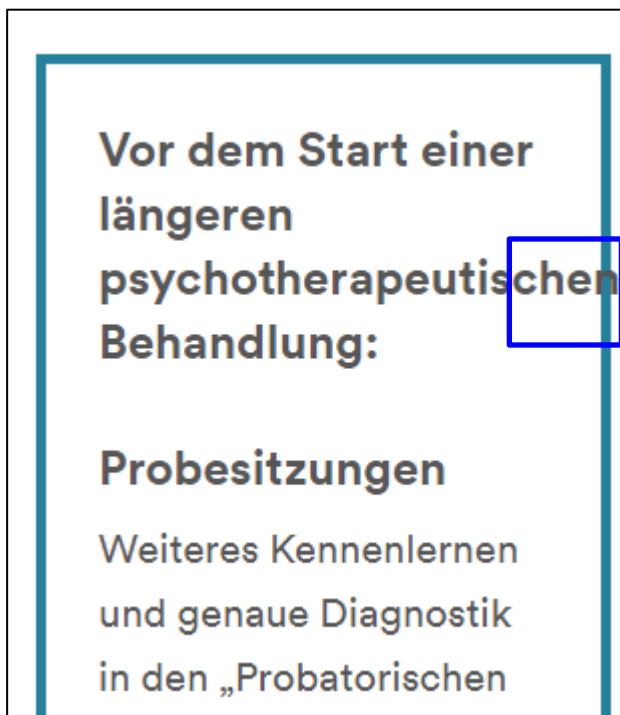 Vor dem Start einer
längeren
psychotherapeutischen
Behandlung:
Probesitzungen
Weiteres Kennenlernen
und genaue Diagnostik
in den „Probatorischen